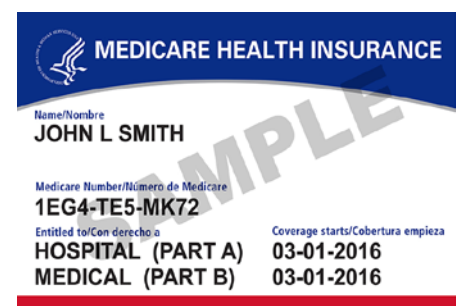 MEDICARE HEALTH INSURANCE
Name/Nombre
JOHN L SMITH
Medicare Number/Número de Medicare
1EG4-TE5-MK72
Entitled to/Con derecho a Coverage starts/Cobertura empieza
HOSPITAL (PART A) 03-01-2016
MEDICAL (PART B) 03-01-2016
SAMPLE